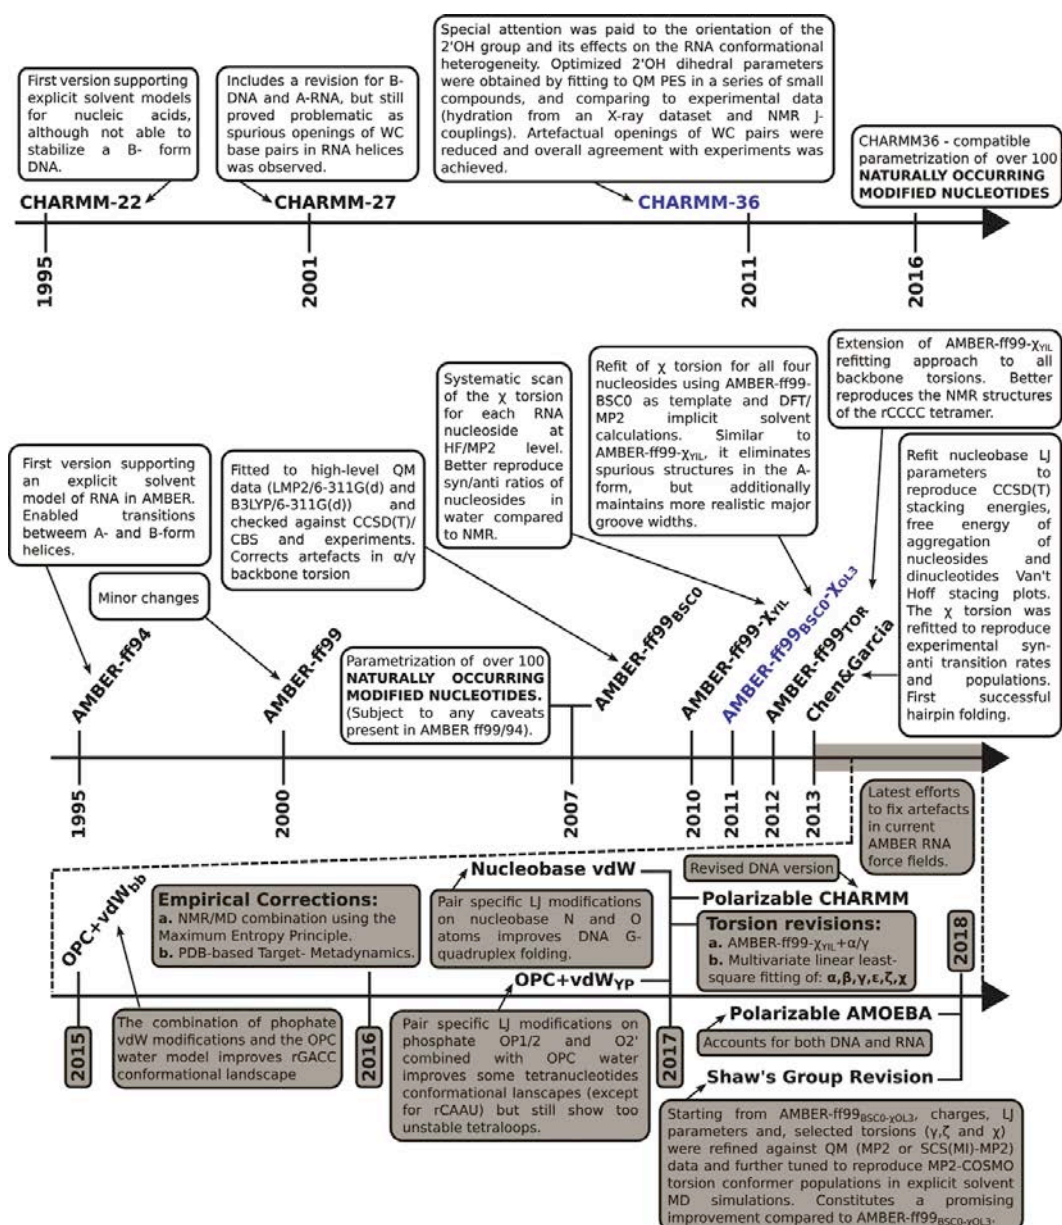 First version supporting
explicit solvent models
for nucleic acids,
although not able to
stabilize a B- form
DNA.
Includes a revision for B-
DNA and A-RNA, but still
proved problematic as
spurious openings of WC
base pairs in RNA helices
was observed.
Special attention was paid to the orientation of the
2'OH group and its effects on the RNA conformational
heterogeneity. Optimized 2'OH dihedral parameters
were obtained by fitting to QM PES in a series of small
compounds, and comparing to experimental data
(hydration from an X-ray dataset and NMR J-
couplings). Artefactual openings of WC pairs were
reduced and overall agreement with experiments was
achieved.
CHARMM36 - compatible
parametrization of over 100
NATURALLY OCCURRING
MODIFIED NUCLEOTIDES
CHARMM-22
CHARMM-27
CHARMM-36
1995
2001
2011
2016
First version supporting
an explicit solvent
model of RNA in AMBER.
Enabled transitions
betweem A- and B-form
helices.
Minor changes
Fitted to high-level QM
data (LMP2/6-311G(d) and
B3LYP/6-311G(d)) and
checked against CCSD(T)/
CBS and experiments.
Corrects artefacts in α/γ
backbone torsion
Systematic scan
of the χ torsion
for each RNA
nucleoside at
HF/MP2 level.
Better reproduce
syn/anti ratios of
nucleosides in
water compared
to NMR.
Refit of χ torsion for all four
nucleosides using AMBER-ff99-
BSC0 as template and DFT/
MP2 implicit solvent
calculations. Similar to
AMBER-ff99-χYIL, it eliminates
spurious structures in the A-
form, but additionally
maintains more realistic major
groove widths.
Extension of AMBER-ff99-χYIL
refitting approach to all
backbone torsions. Better
reproduces the NMR structures
of the rCCCC tetramer.
Refit nucleobase LJ
parameters to
reproduce CCSD(T)
stacking energies,
free energy of
aggregation of
nucleosides and
dinucleotides Van't
Hoff stacing plots.
The χ torsion was
refitted to reproduce
experimental syn-
anti transition rates
and populations.
First successful
hairpin folding.
AMBER-ff94
AMBER-ff99
Parametrization of over 100
NATURALLY OCCURRING
MODIFIED NUCLEOTIDES.
(Subject to any caveats
present in AMBER ff99/94).
AMBER-ff99BSC0
AMBER-ff99-χYIL
AMBER-ff99BSC0-χOL3
AMBER-ff99TOR
Chen&Garcia
1995
2000
2007
2010
2011
2012
2013
Latest efforts
to fix artefacts
in current
AMBER RNA
force fields.
OPC+vdWbb
Empirical Corrections:
a. NMR/MD combination using the
Maximum Entropy Principle.
b. PDB-based Target- Metadynamics.
Nucleobase vdW
Pair specific LJ modifications
on nucleobase N and O
atoms improves DNA G-
quadruplex folding.
OPC+vdWYP
Revised DNA version
Polarizable CHARMM
Torsion revisions:
a. AMBER-ff99-χYIL+α/γ
b. Multivariate linear least-
square fitting of: α,β,γ,ε,ζ,χ
2015
2016
2017
2018
The combination of phophate
vdW modifications and the OPC
water model improves rGACC
conformational landscape
Pair specific LJ modifications on
phosphate OP1/2 and O2'
combined with OPC water
improves some tetranucleotides
conformational lanscapes (except
for rCAAU) but still show too
unstable tetraloops.
Polarizable AMOEBA
Accounts for both DNA and RNA
Shaw's Group Revision
Starting from AMBER-ff99BSC0-χOL3, charges, LJ
parameters and, selected torsions (γ,ζ and χ)
were refined against QM (MP2 or SCS(MI)-MP2)
data and further tuned to reproduce MP2-COSMO
torsion conformer populations in explicit solvent
MD simulations. Constitutes a promising
improvement compared to AMBER-ff99BSC0-χOL3.